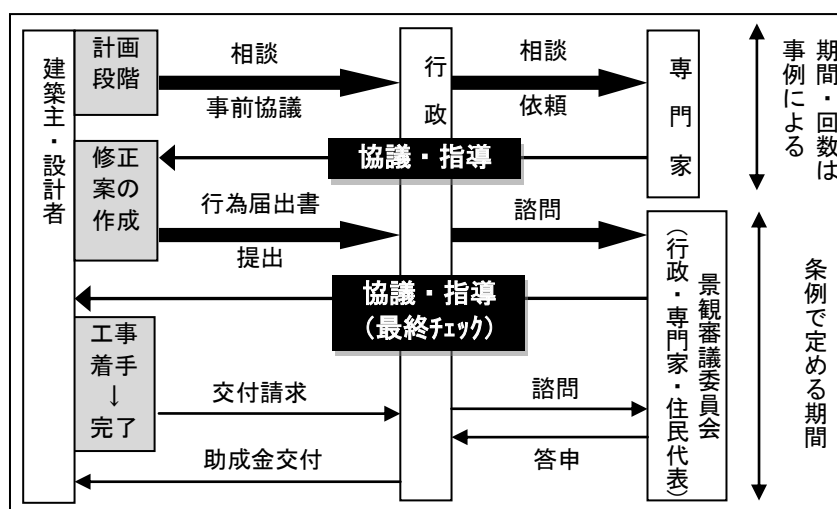 建築主・設計者
計画
段階
相談
事前協議
行政
相談
依頼
専門家
期間・回数は
事例による
協議・指導
修正
案の
作成
行為届出書
提出
諮問
景観審議委員会
（行政・専門家・住民代表）
条例で定める期間
協議・指導
（最終ﾁｪｯｸ）
工事
着手
↓
完了
交付請求
諮問
答申
助成金交付